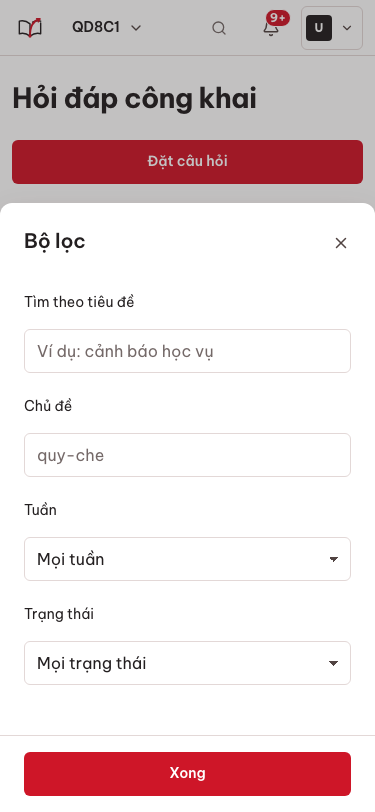 QD8C1
9+
U
Hỏi đáp công khai
Đặt câu hỏi
Bộ lọc
Tìm theo tiêu đề
Ví dụ: cảnh báo học vụ
Chủ đề
quy-che
Tuần
Mọi tuần
Trạng thái
Mọi trạng thái
Xong